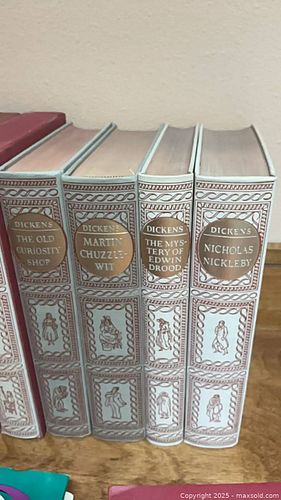 DICKENS
THE OLD
CURIOSITY
SHOP
DICKENS
MARTIN
CHUZZLE-
WIT
DICKENS
THE MYS-
TERY OF
EDWIN
DROOD
DICKENS
NICHOLAS
NICKLEBY
Copyright © 2025 - maxsold.com